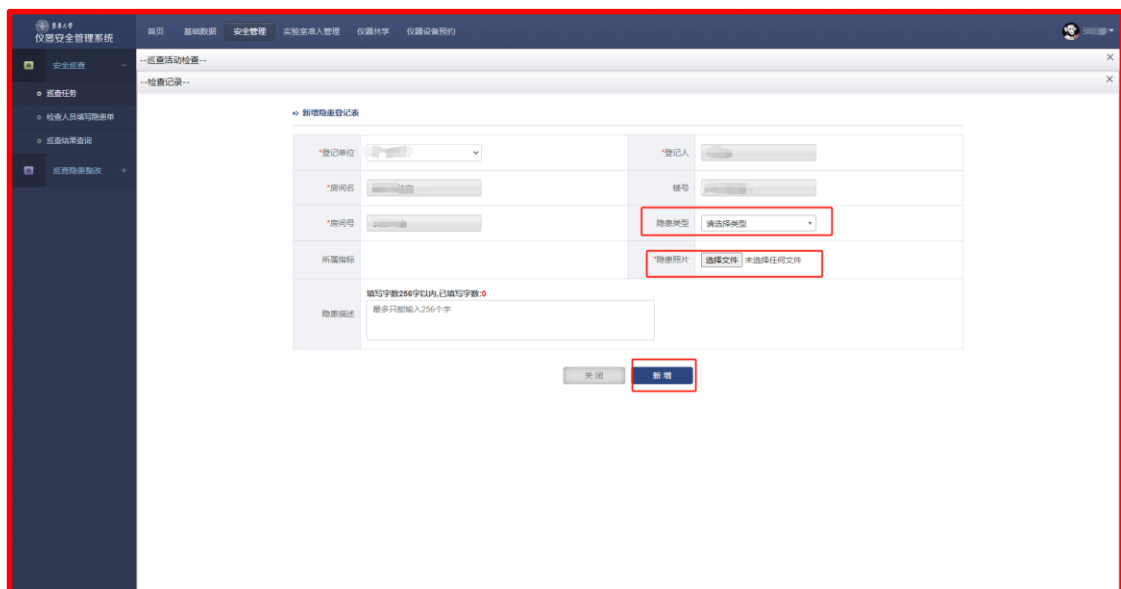 仪器安全管理系统
首页 基础数据 安全管理 实验室准入管理 仪器共享 仪器设备预约
安全巡查 -
巡查任务
检查人员填写隐患单
巡查结果查询
巡查隐患整改 +
--巡查活动检查-- ×
--检查记录-- ×
新增隐患登记表
*登记单位 *登记人
*房间名 楼号
*房间号 隐患类型 请选择类型
所属指标 *隐患照片 选择文件 未选择任何文件
填写字数256字以内,已填写字数:0
隐患描述 最多只能输入256个字
关 闭 新 增